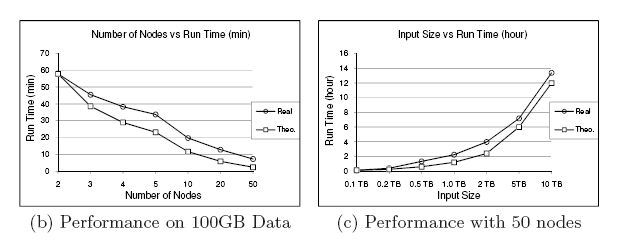 Number of Nodes vs Run Time (min)
70
60
50
40
30
20
10
0
Run Time (min)
2 3 4 5 10 20 50
Number of Nodes
Real
Theo.
(b) Performance on 100GB Data
Input Size vs Run Time (hour)
16
14
12
10
8
6
4
2
0
Run Time (hour)
0.1 TB 0.2 TB 0.5 TB 1.0 TB 2 TB 5TB 10 TB
Input Size
Real
Theo.
(c) Performance with 50 nodes